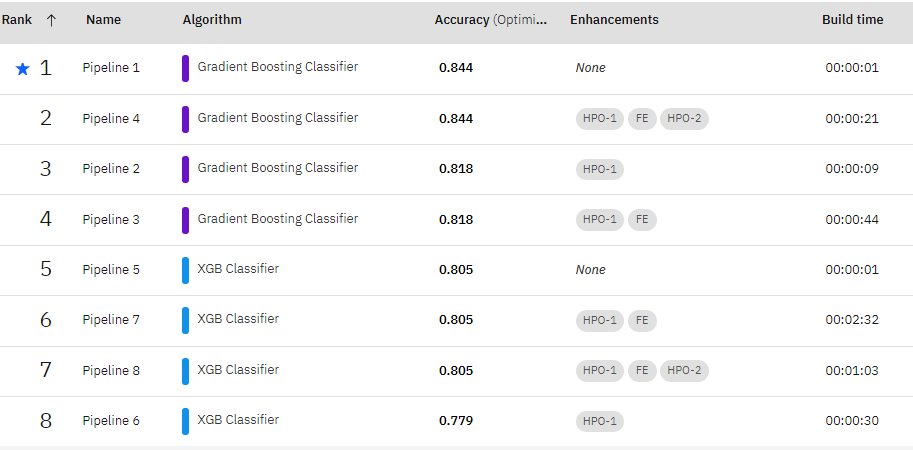 Rank ↑ Name Algorithm Accuracy (Optimi... Enhancements Build time
★ 1 Pipeline 1 Gradient Boosting Classifier 0.844 None 00:00:01
2 Pipeline 4 Gradient Boosting Classifier 0.844 HPO-1 FE HPO-2 00:00:21
3 Pipeline 2 Gradient Boosting Classifier 0.818 HPO-1 00:00:09
4 Pipeline 3 Gradient Boosting Classifier 0.818 HPO-1 FE 00:00:44
5 Pipeline 5 XGB Classifier 0.805 None 00:00:01
6 Pipeline 7 XGB Classifier 0.805 HPO-1 FE 00:02:32
7 Pipeline 8 XGB Classifier 0.805 HPO-1 FE HPO-2 00:01:03
8 Pipeline 6 XGB Classifier 0.779 HPO-1 00:00:30